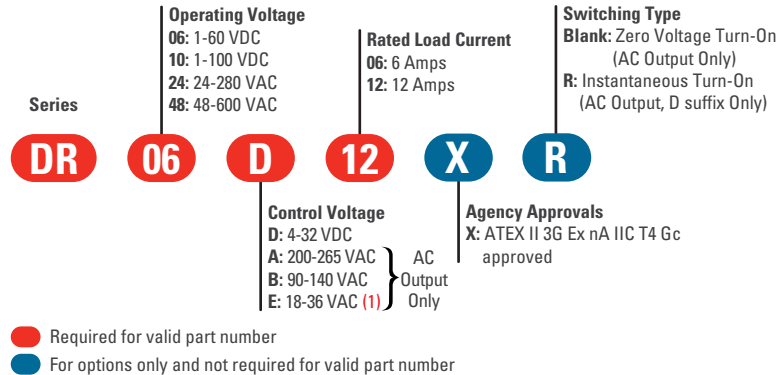 Operating Voltage
06: 1-60 VDC
10: 1-100 VDC
24: 24-280 VAC
48: 48-600 VAC
Rated Load Current
06: 6 Amps
12: 12 Amps
Switching Type
Blank: Zero Voltage Turn-On
(AC Output Only)
R: Instantaneous Turn-On
(AC Output, D suffix Only)
Series
DR 06 D 12 X R
Control Voltage
D: 4-32 VDC
A: 200-265 VAC
B: 90-140 VAC
E: 18-36 VAC (1)
AC
Output
Only
Agency Approvals
X: ATEX II 3G Ex nA IIC T4 Gc
approved
Required for valid part number
For options only and not required for valid part number